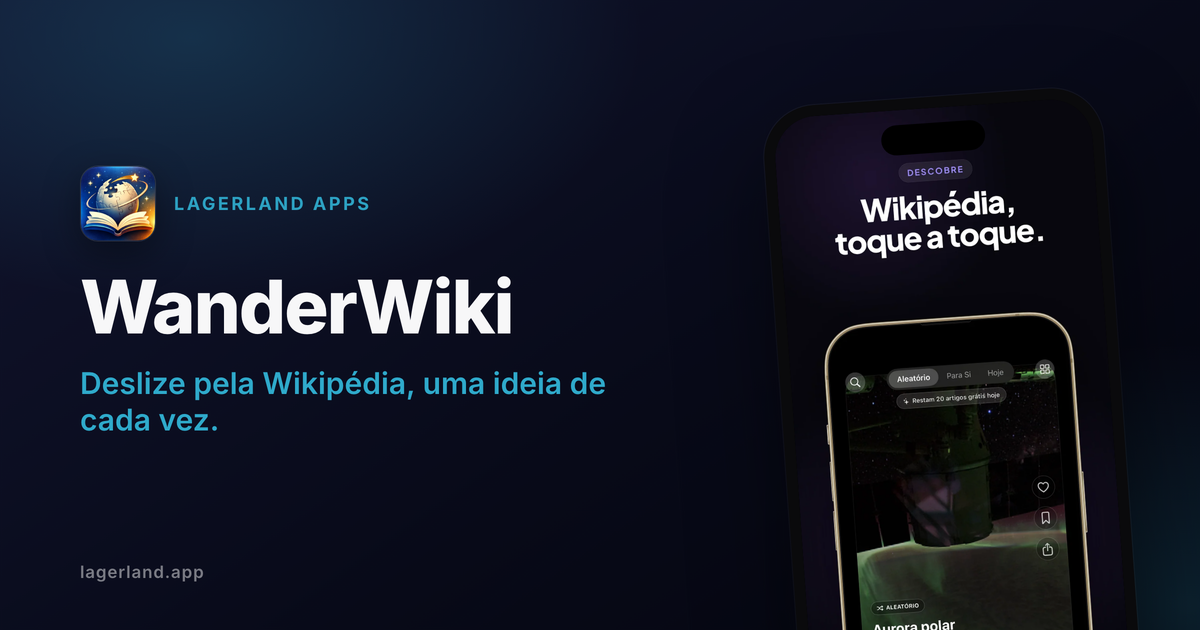 LAGERLAND APPS
WanderWiki
Deslize pela Wikipédia, uma ideia de
cada vez.
lagerland.app
DESCOBRE
Wikipédia,
toque a toque.
Aleatório Para Si Hoje
Restam 20 artigos grátis hoje
ALEATÓRIO
Aurora polar